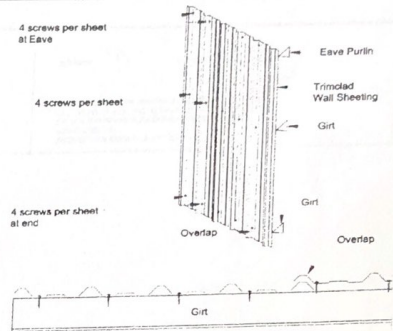 4 screws per sheet
at Eave
Eave Purlin
Trimclad
Wall Sheeting
4 screws per sheet
Girt
Girt
4 screws per sheet
at end
Overlap
Overlap
Girt